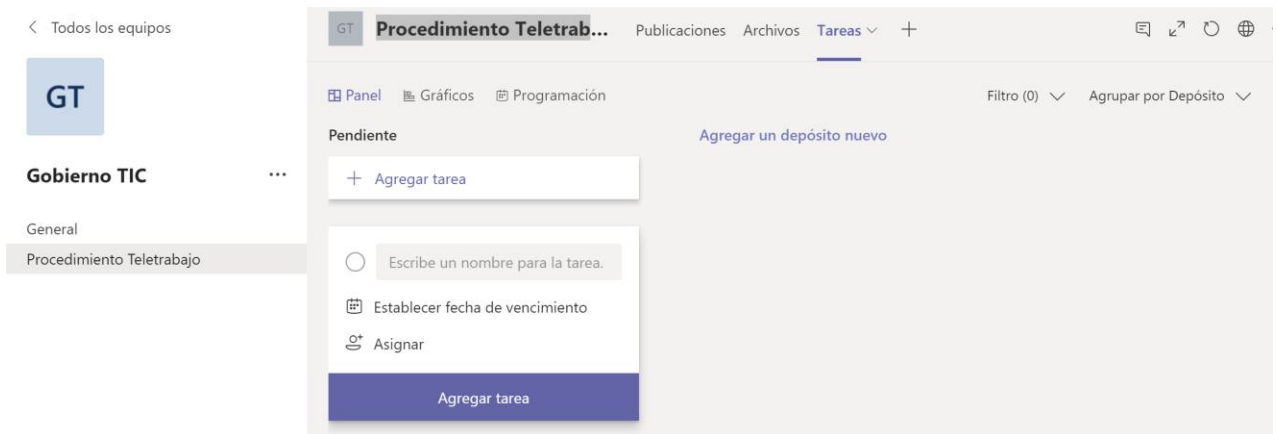 Todos los equipos
GT
Gobierno TIC
General
Procedimiento Teletrabajo
GT Procedimiento Teletrab... Publicaciones Archivos Tareas
Panel Gráficos Programación Filtro (0) Agrupar por Depósito
Pendiente Agregar un depósito nuevo
+ Agregar tarea
Escribe un nombre para la tarea.
Establecer fecha de vencimiento
Asignar
Agregar tarea